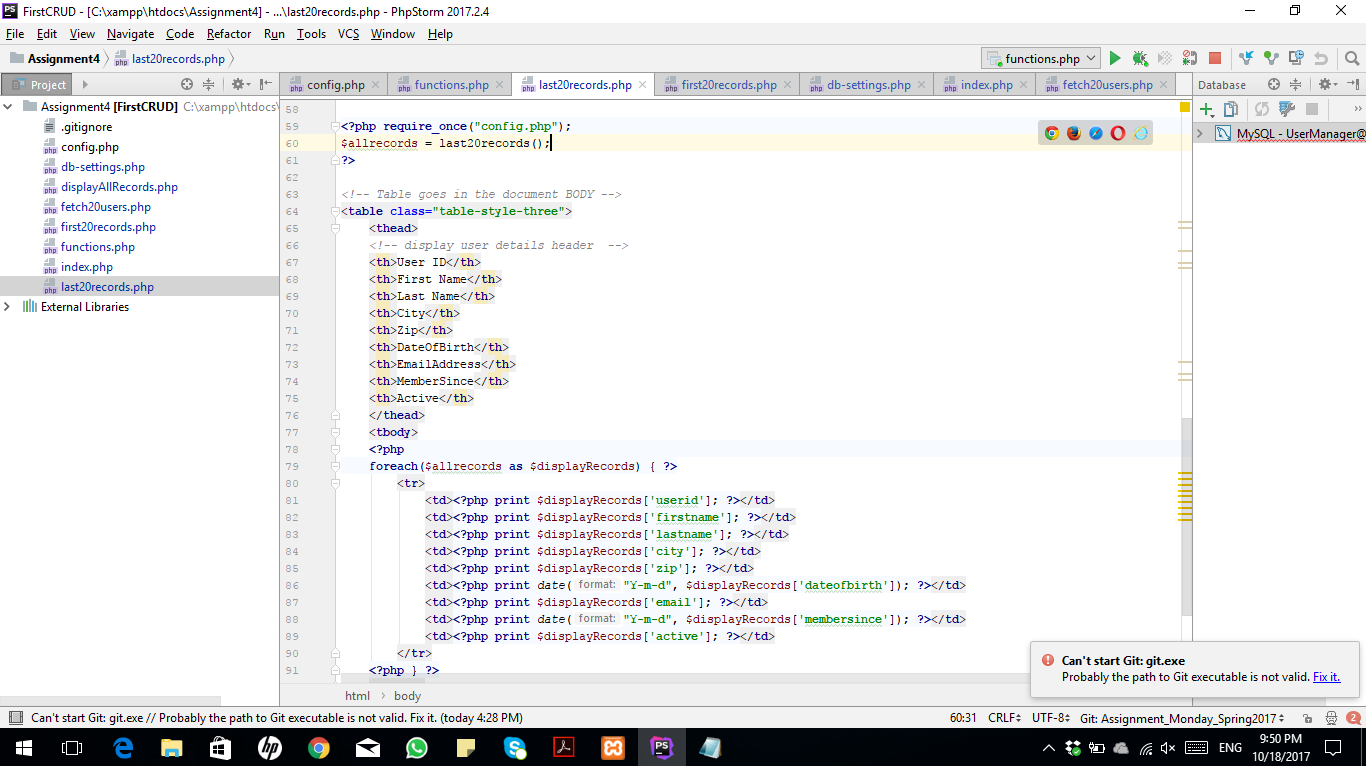 FirstCRUD - [C:\xampp\htdocs\Assignment4] - ...\last20records.php - PhpStorm 2017.2.4
File Edit View Navigate Code Refactor Run Tools VCS Window Help
Assignment4 last20records.php functions.php
Project config.php functions.php last20records.php first20records.php db-settings.php index.php fetch20users.php Database
Assignment4 [FirstCRUD] C:\xampp\htdocs\
.gitignore
config.php
db-settings.php
displayAllRecords.php
fetch20users.php
first20records.php
functions.php
index.php
last20records.php
External Libraries
58
59 <?php require_once("config.php");
60 $allrecords = last20records();
61 ?>
62
63 <!-- Table goes in the document BODY -->
64 <table class="table-style-three">
65 <thead>
66 <!-- display user details header  -->
67 <th>User ID</th>
68 <th>First Name</th>
69 <th>Last Name</th>
70 <th>City</th>
71 <th>Zip</th>
72 <th>DateOfBirth</th>
73 <th>EmailAddress</th>
74 <th>MemberSince</th>
75 <th>Active</th>
76 </thead>
77 <tbody>
78 <?php
79 foreach($allrecords as $displayRecords) { ?>
80 <tr>
81 <td><?php print $displayRecords['userid']; ?></td>
82 <td><?php print $displayRecords['firstname']; ?></td>
83 <td><?php print $displayRecords['lastname']; ?></td>
84 <td><?php print $displayRecords['city']; ?></td>
85 <td><?php print $displayRecords['zip']; ?></td>
86 <td><?php print date( format: "Y-m-d", $displayRecords['dateofbirth']); ?></td>
87 <td><?php print $displayRecords['email']; ?></td>
88 <td><?php print date( format: "Y-m-d", $displayRecords['membersince']); ?></td>
89 <td><?php print $displayRecords['active']; ?></td>
90 </tr>
91 <?php } ?>
MySQL - UserManager@
html › body
Can't start Git: git.exe
Probably the path to Git executable is not valid. Fix it.
Can't start Git: git.exe // Probably the path to Git executable is not valid. Fix it. (today 4:28 PM) 60:31 CRLF UTF-8 Git: Assignment_Monday_Spring2017 2
ENG 9:50 PM
10/18/2017